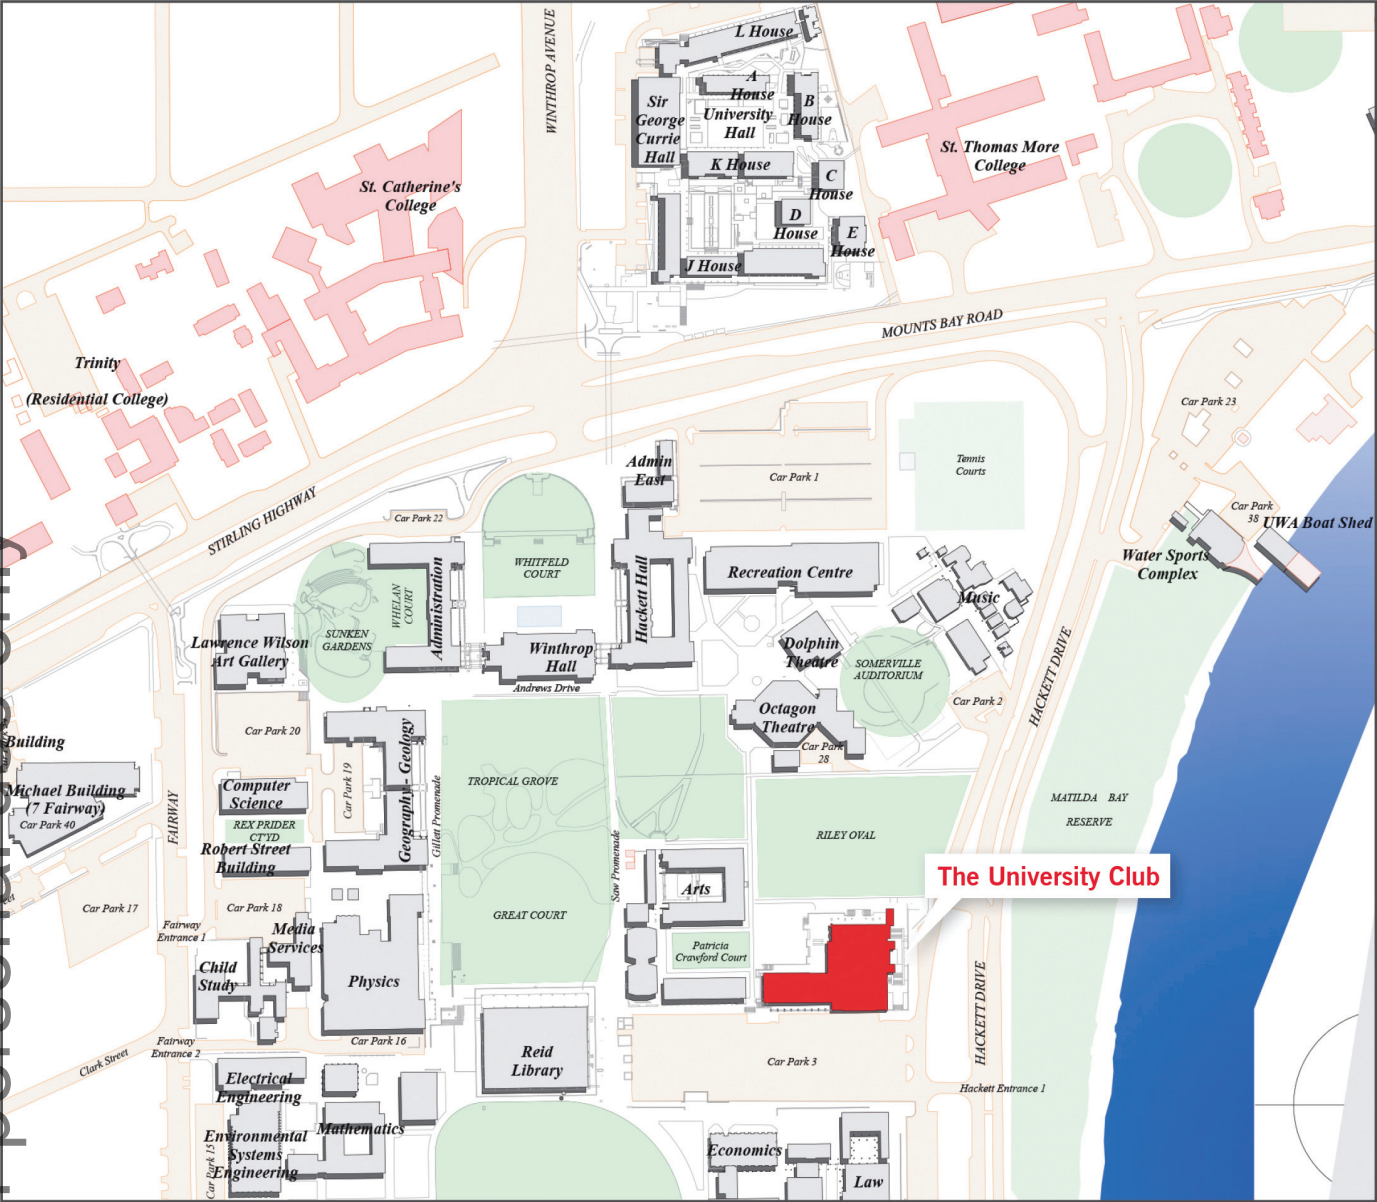 WINTHROP AVENUE
L House
A
House
B
House
Sir
George
Currie
Hall
University
Hall
K House
C
House
D
House
E
House
J House
St. Catherine's
College
St. Thomas More
College
MOUNTS BAY ROAD
Trinity
(Residential College)
Car Park 23
STIRLING HIGHWAY
Admin
East
Car Park 1
Tennis
Courts
Car Park 22
Car Park
38
UWA Boat Shed
Water Sports
Complex
WHITFELD
COURT
WHELAN
COURT
Administration
Hackett Hall
Recreation Centre
Music
SUNKEN
GARDENS
Lawrence Wilson
Art Gallery
Winthrop
Hall
Dolphin
Theatre
SOMERVILLE
AUDITORIUM
HACKETT DRIVE
Andrews Drive
Car Park 2
Octagon
Theatre
Car Park
28
Car Park 20
Building
Geography - Geology
Car Park 19
Gillett Promenade
TROPICAL GROVE
Computer
Science
Michael Building
(7 Fairway)
Car Park 40
FAIRWAY
REX PRIDER
CT'YD
Robert Street
Building
MATILDA BAY
RESERVE
RILEY OVAL
Saw Promenade
The University Club
Arts
Car Park 17
Car Park 18
GREAT COURT
Fairway
Entrance 1
Media
Services
Patricia
Crawford Court
Child
Study
Physics
HACKETT DRIVE
Car Park 16
Fairway
Entrance 2
Clark Street
Reid
Library
Car Park 3
Electrical
Engineering
Hackett Entrance 1
Mathematics
Environmental
Systems
Engineering
Car Park 15
Economics
Law